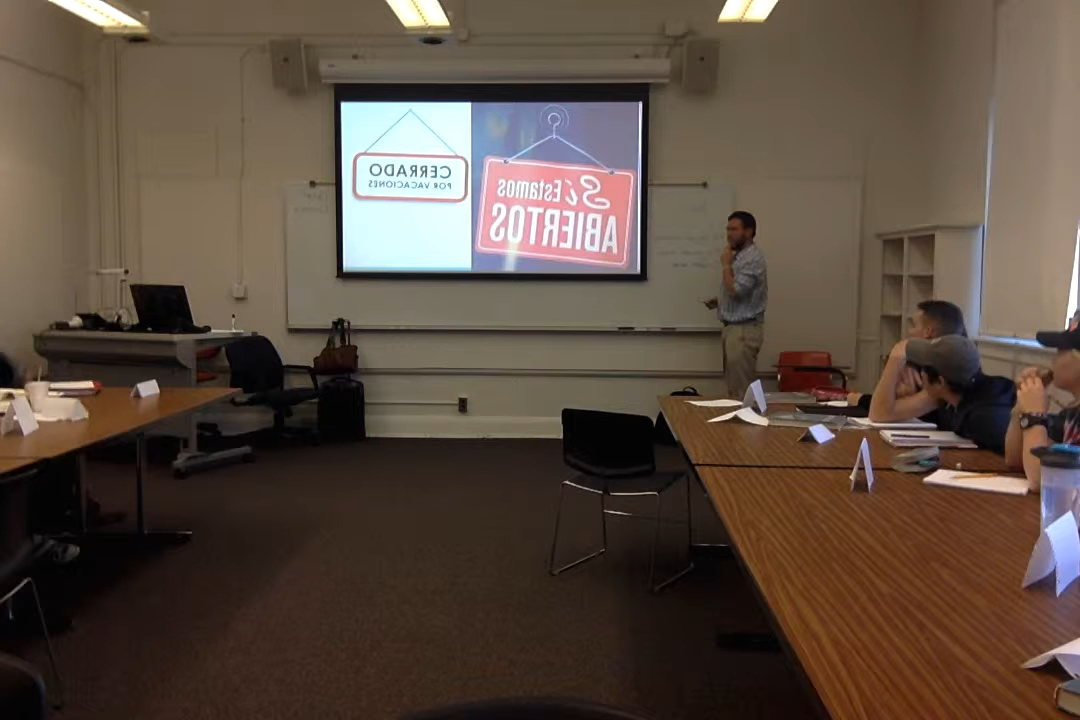 CERRADO
POR VACACIONES
Sí Estamos
ABIERTOS